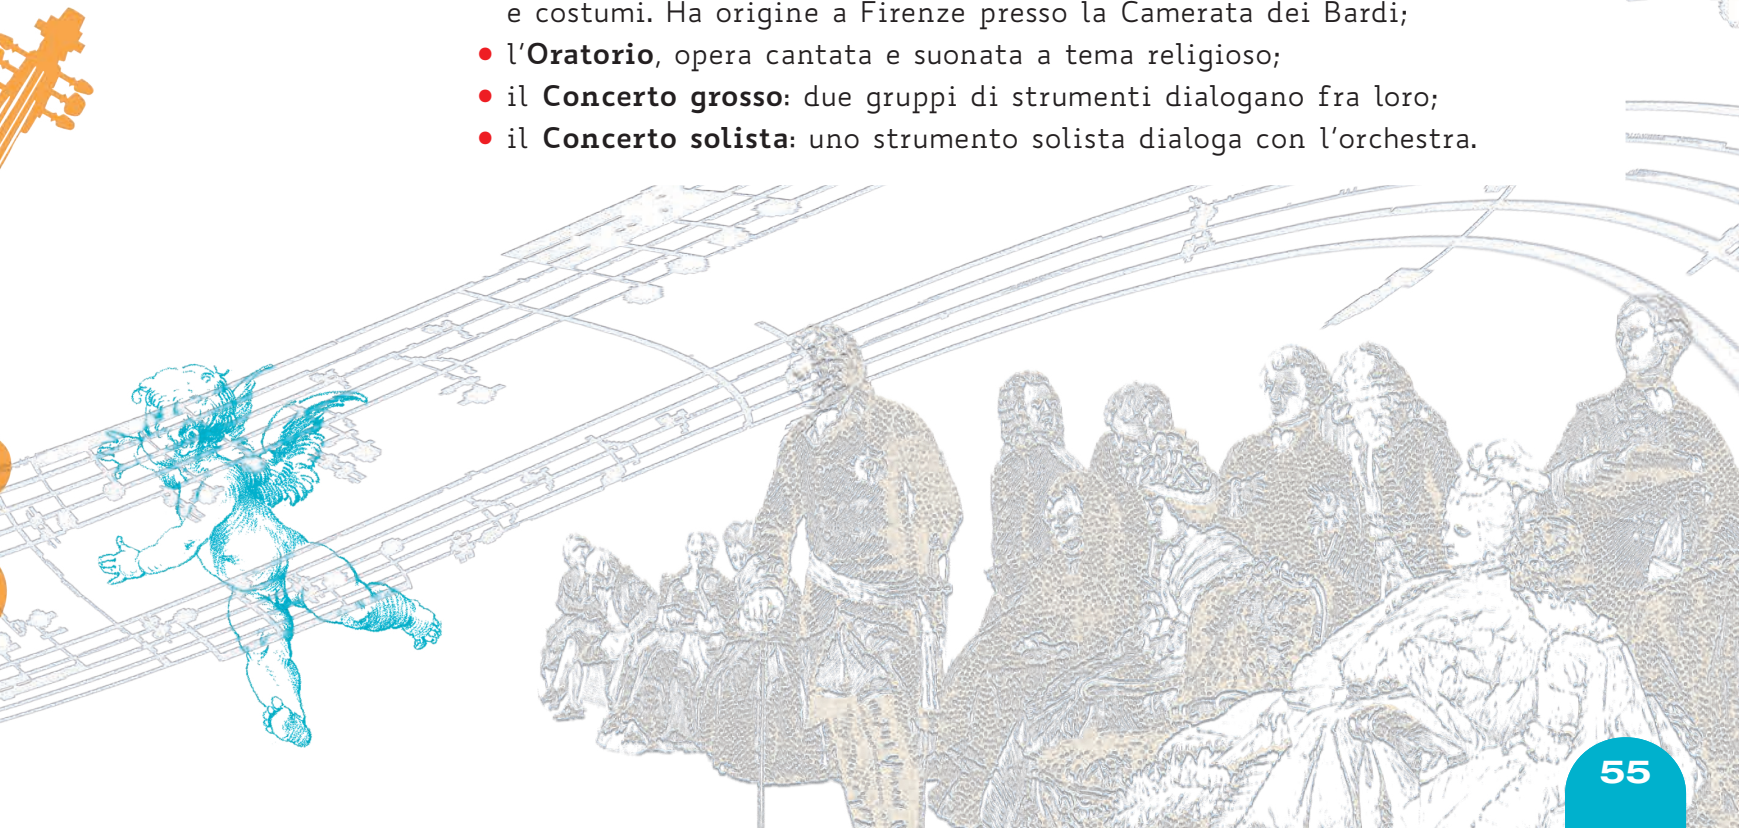 e costumi. Ha origine a Firenze presso la Camerata dei Bardi;
• l'Oratorio, opera cantata e suonata a tema religioso;
• il Concerto grosso: due gruppi di strumenti dialogano fra loro;
• il Concerto solista: uno strumento solista dialoga con l'orchestra.
55